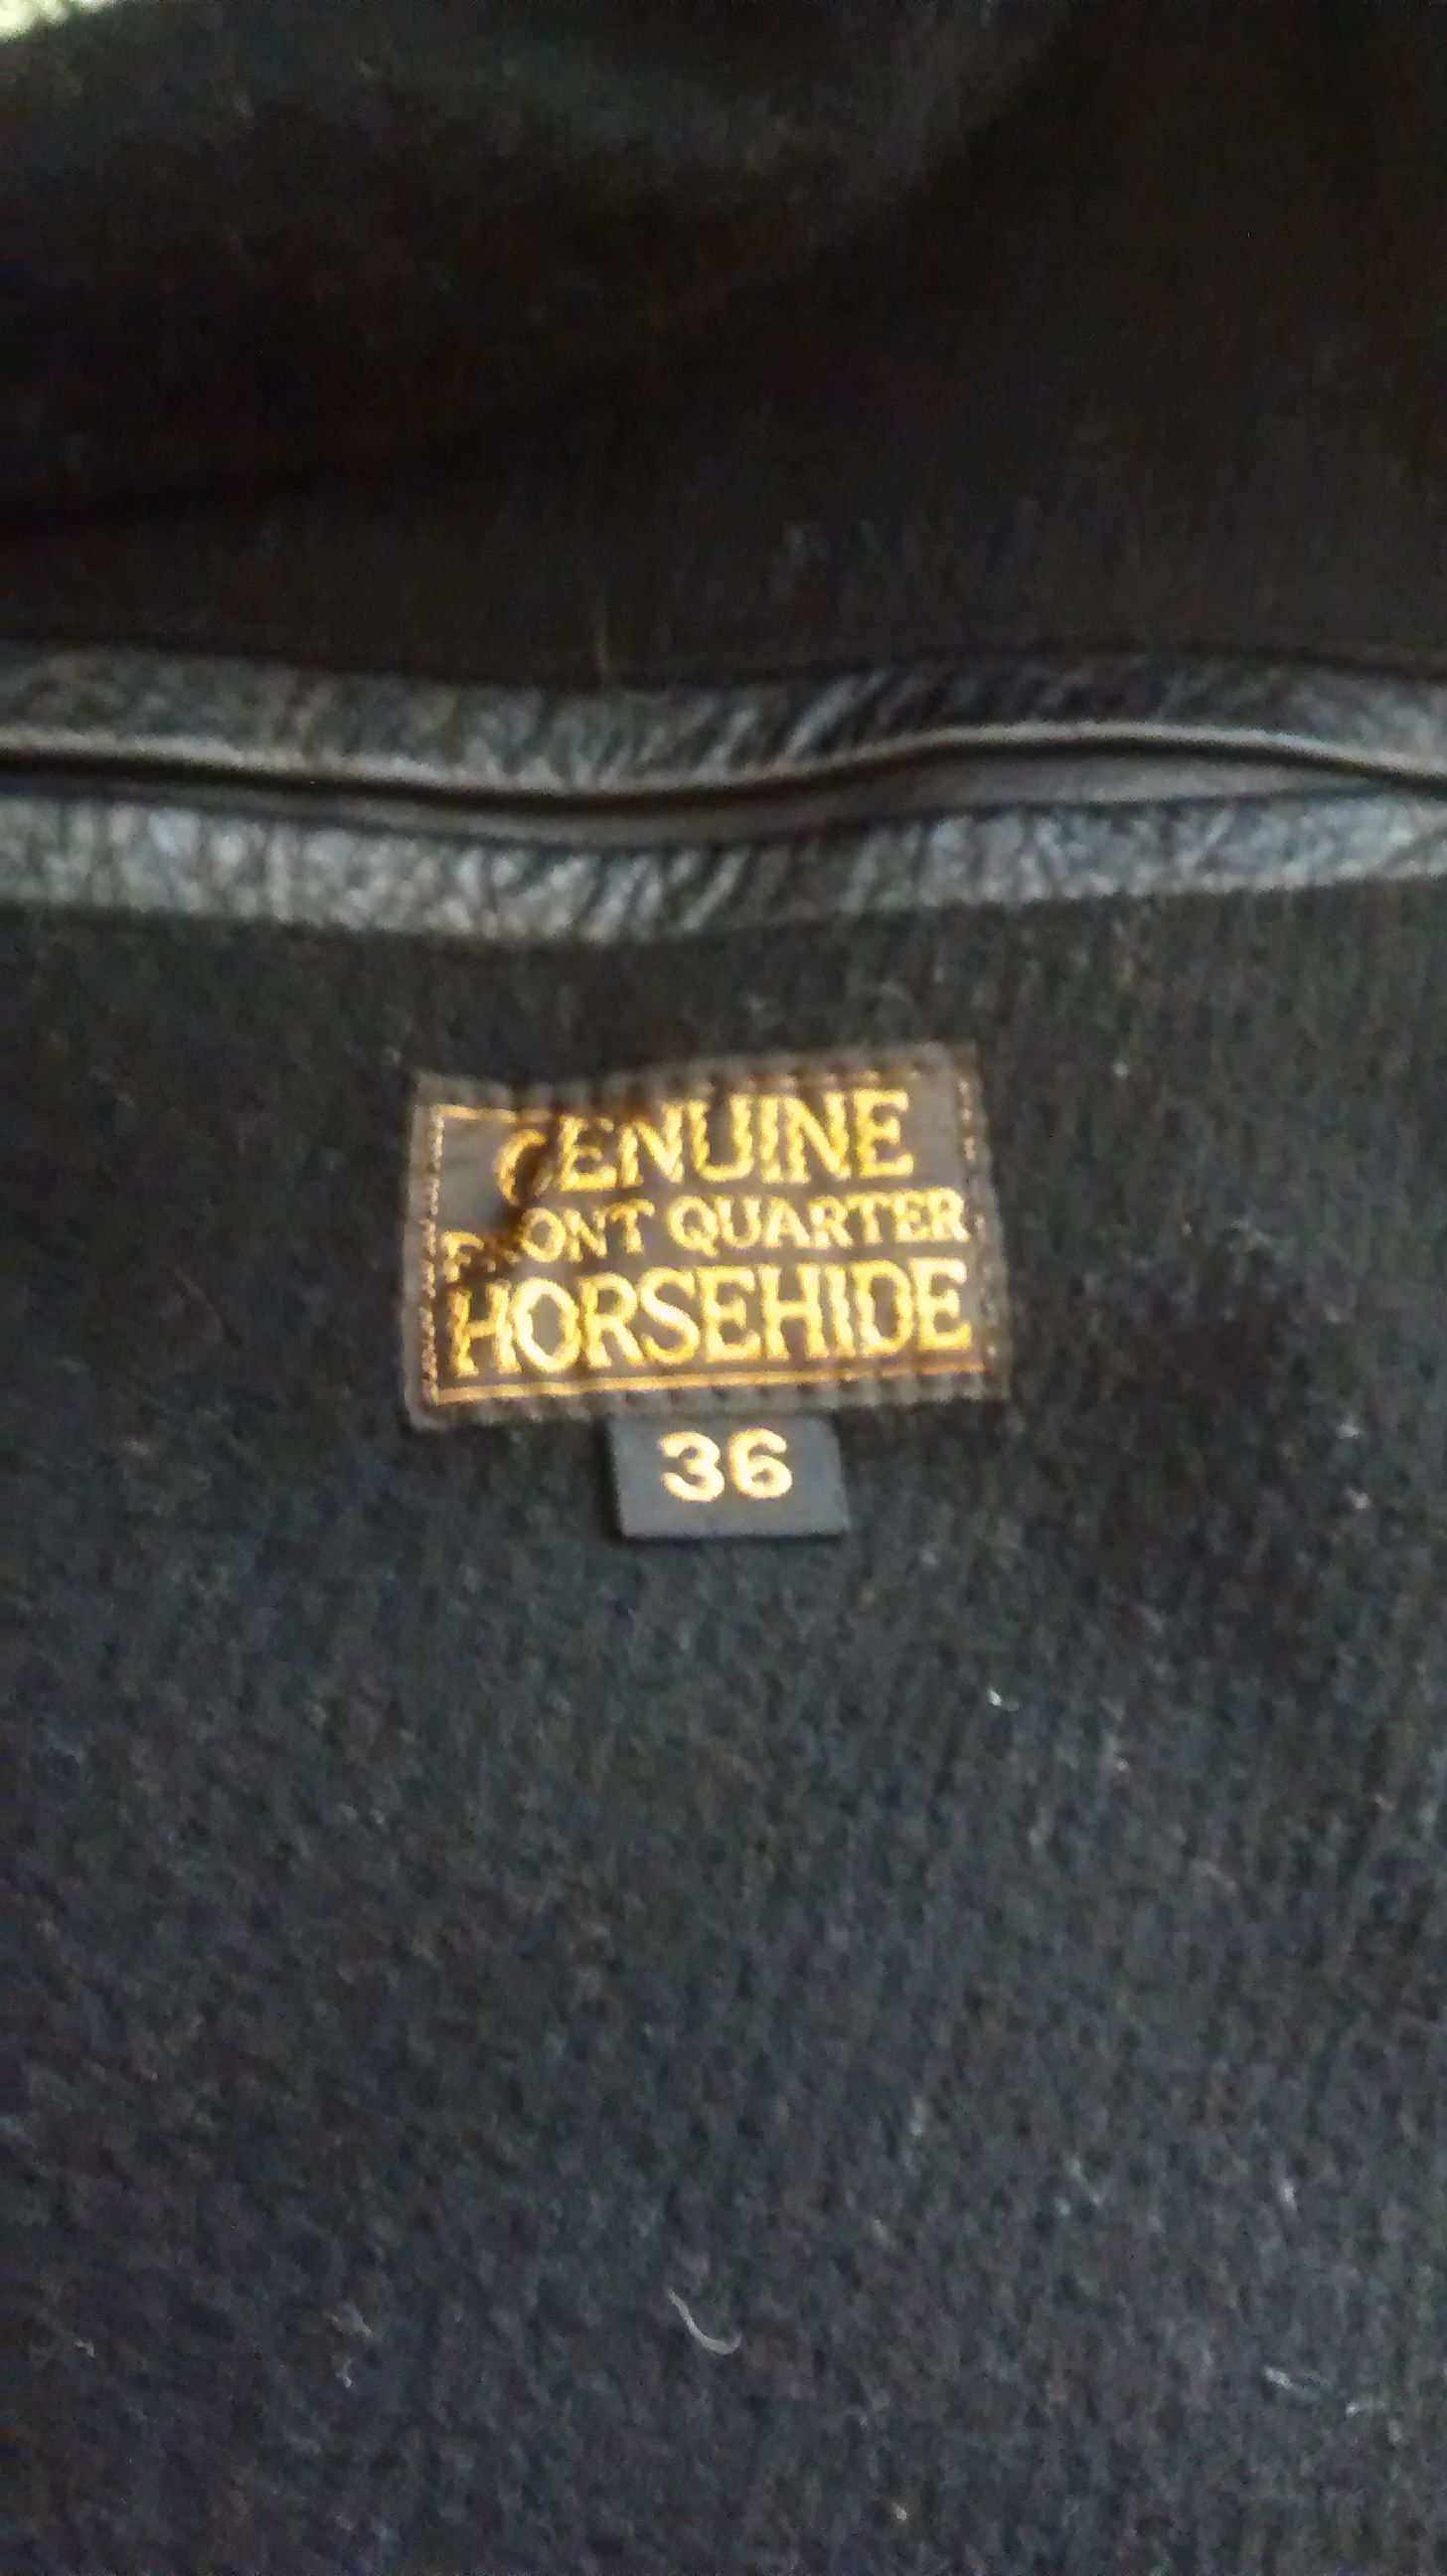 GENUINE
FRONT QUARTER
HORSEHIDE
36